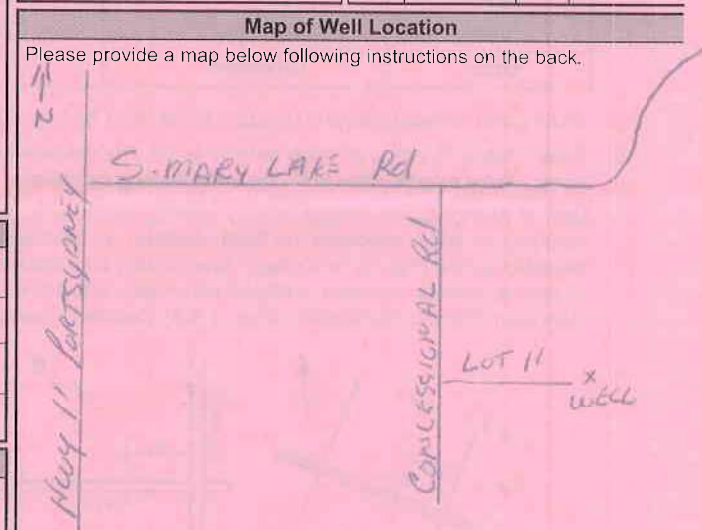 Map of Well Location
Please provide a map below following instructions on the back.
N
S. MARY LAKE Rd
HWY 11 PORTSYDNEY
CONCESSIONAL Rd
LOT 11
x
WELL